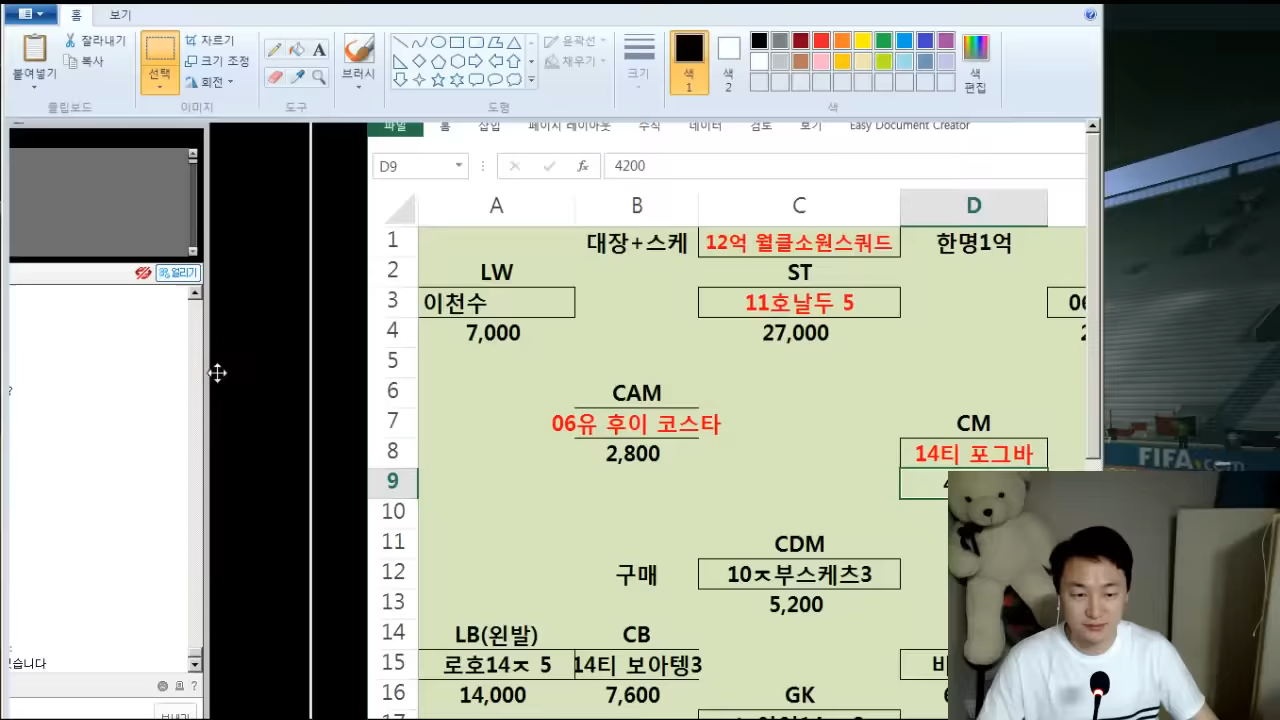 홈 보기
붙여넣기
잘라내기
복사
클립보드
선택
자르기
크기 조정
회전
이미지
A
도구
브러시
윤곽선
채우기
도형
크기
색 1
색 2
색 편집
색
파일 홈 삽입 페이지 레이아웃 수식 데이터 검토 보기 Easy Document Creator
D9 fx 4200
A B C D
1 대장+스케 12억 월클소원스쿼드 한명1억
2 LW ST
3 이천수 11호날두 5
4 7,000 27,000
5
6 CAM
7 06유 후이 코스타 CM
8 2,800 14티 포그바
9
10
11 CDM
12 구매 10ㅈ부스케츠3
13 5,200
14 LB(왼발) CB
15 로호14ㅈ 5 14티 보아텡3
16 14,000 7,600 GK
17
얼리기
?
?
FIFA.com